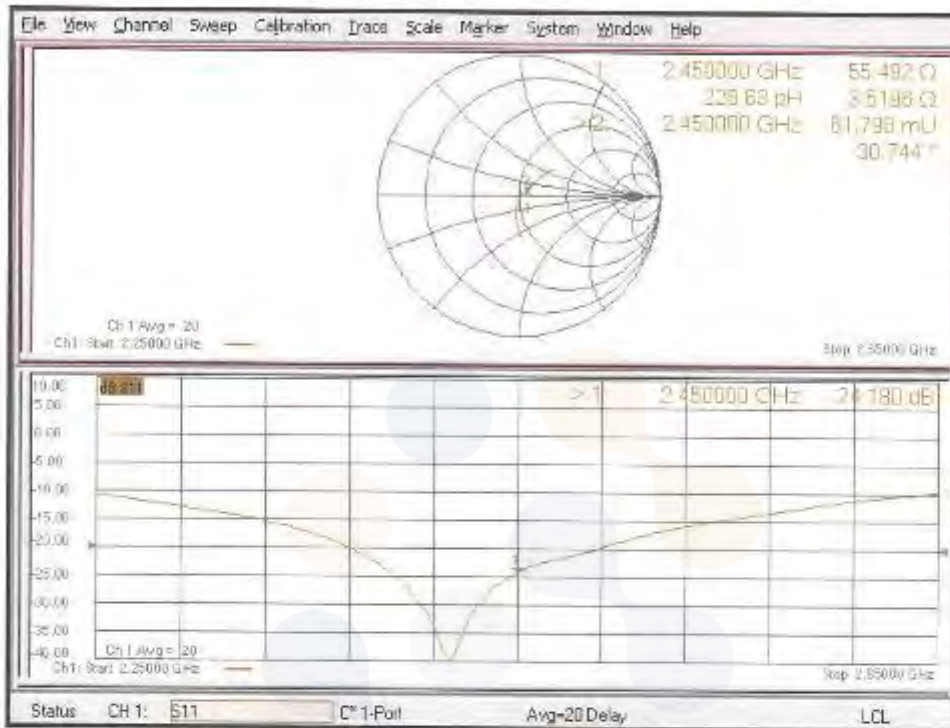 File View Channel Sweep Calibration Trace Scale Marker System Window Help
1 2.450000 GHz 55.492 Ω
228.63 pH 3.5196 Ω
>2: 2.450000 GHz 61.798 mU
30.744 °
Ch 1 Avg = 20
Ch1: Start 2.25000 GHz
Stop 2.65000 GHz
10.00 dB S11 >1 2.450000 GHz 24.180 dB
5.00
0.00
-5.00
-10.00
-15.00
-20.00
-25.00
-30.00
-35.00
-40.00
1
Ch 1 Avg = 20
Ch1: Start 2.25000 GHz
Stop 2.65000 GHz
Status CH 1: S11 C* 1-Port Avg=20 Delay LCL